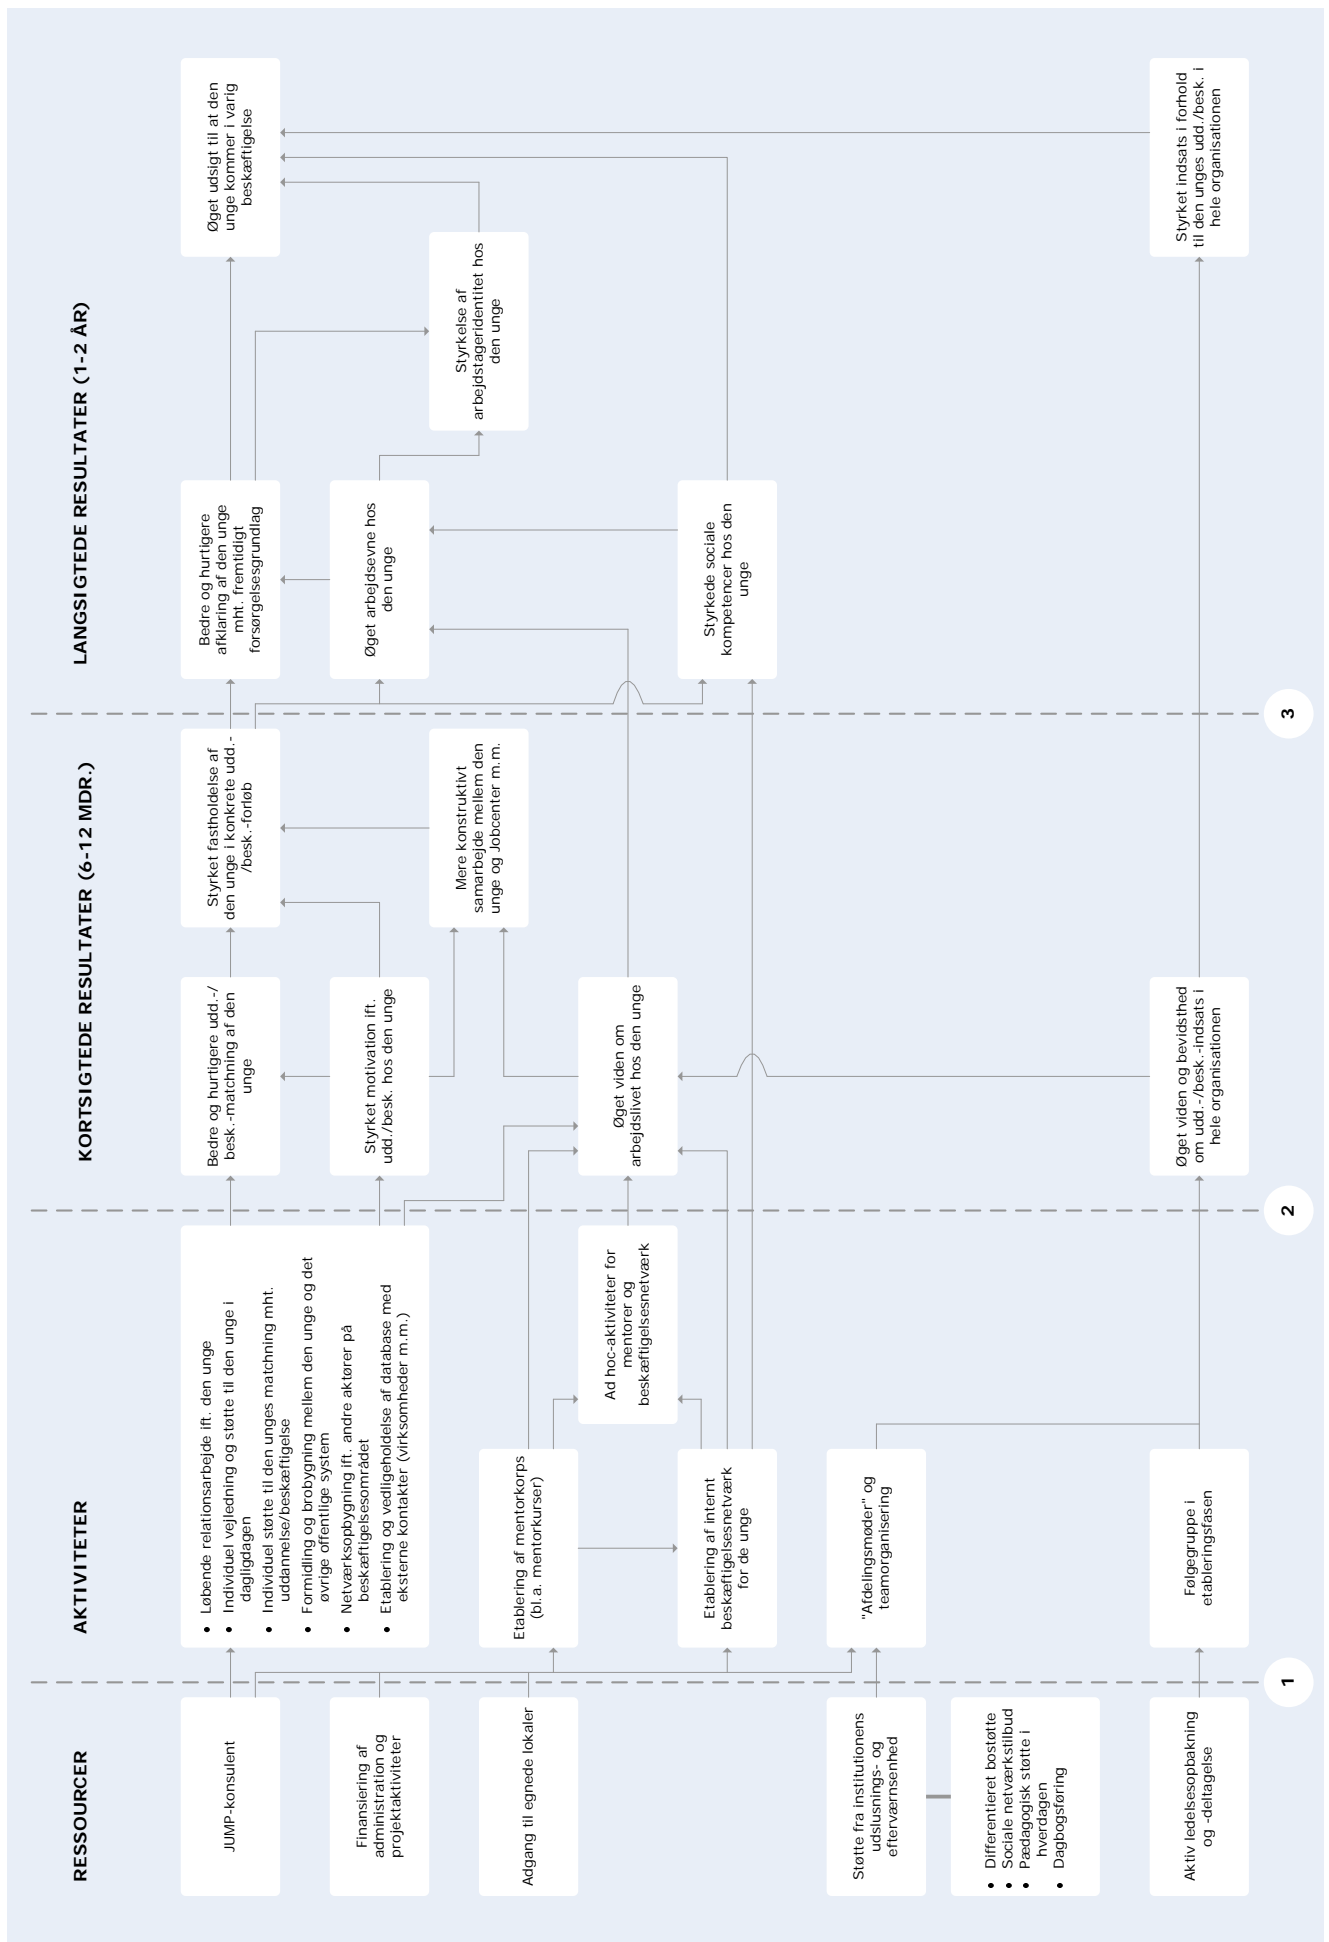 RESSOURCER
JUMP-konsulent
Finansiering af
administration og
projektaktiviteter
Adgang til egnede lokaler
Støtte fra institutionens
udslusnings- og
efterværnsenhed
• Differentieret bostøtte
• Sociale netværkstilbud
• Pædagogisk støtte i
hverdagen
• Dagbogsføring
Aktiv ledelsesopbakning
og -deltagelse
1
AKTIVITETER
• Løbende relationsarbejde ift. den unge
• Individuel vejledning og støtte til den unge i
dagligdagen
• Individuel støtte til den unges matchning mht.
uddannelse/beskæftigelse
• Formidling og brobygning mellem den unge og det
øvrige offentlige system
• Netværksopbygning ift. andre aktører på
beskæftigelsesområdet
• Etablering og vedligeholdelse af database med
eksterne kontakter (virksomheder m.m.)
Etablering af mentorkorps
(bl.a. mentorkurser)
Ad hoc-aktiviteter for
mentorer og
beskæftigelsesnetværk
Etablering af internt
beskæftigelsesnetværk
for de unge
"Afdelingsmøder" og
teamorganisering
Følgegruppe i
etableringsfasen
2
KORTSIGTEDE RESULTATER (6-12 MDR.)
Bedre og hurtigere udd.-/
besk.-matchning af den
unge
Styrket motivation ift.
udd./besk. hos den unge
Øget viden om
arbejdslivet hos den unge
Øget viden og bevidsthed
om udd.-/besk.-indsats i
hele organisationen
Styrket fastholdelse af
den unge i konkrete udd.-
/besk.-forløb
Mere konstruktivt
samarbejde mellem den
unge og Jobcenter m.m.
3
LANGSIGTEDE RESULTATER (1-2 ÅR)
Bedre og hurtigere
afklaring af den unge
mht. fremtidigt
forsørgelsesgrundlag
Øget arbejdsevne hos
den unge
Styrkede sociale
kompetencer hos den
unge
Styrkelse af
arbejdstageridentitet hos
den unge
Øget udsigt til at den
unge kommer i varig
beskæftigelse
Styrket indsats i forhold
til den unges udd./besk. i
hele organisationen